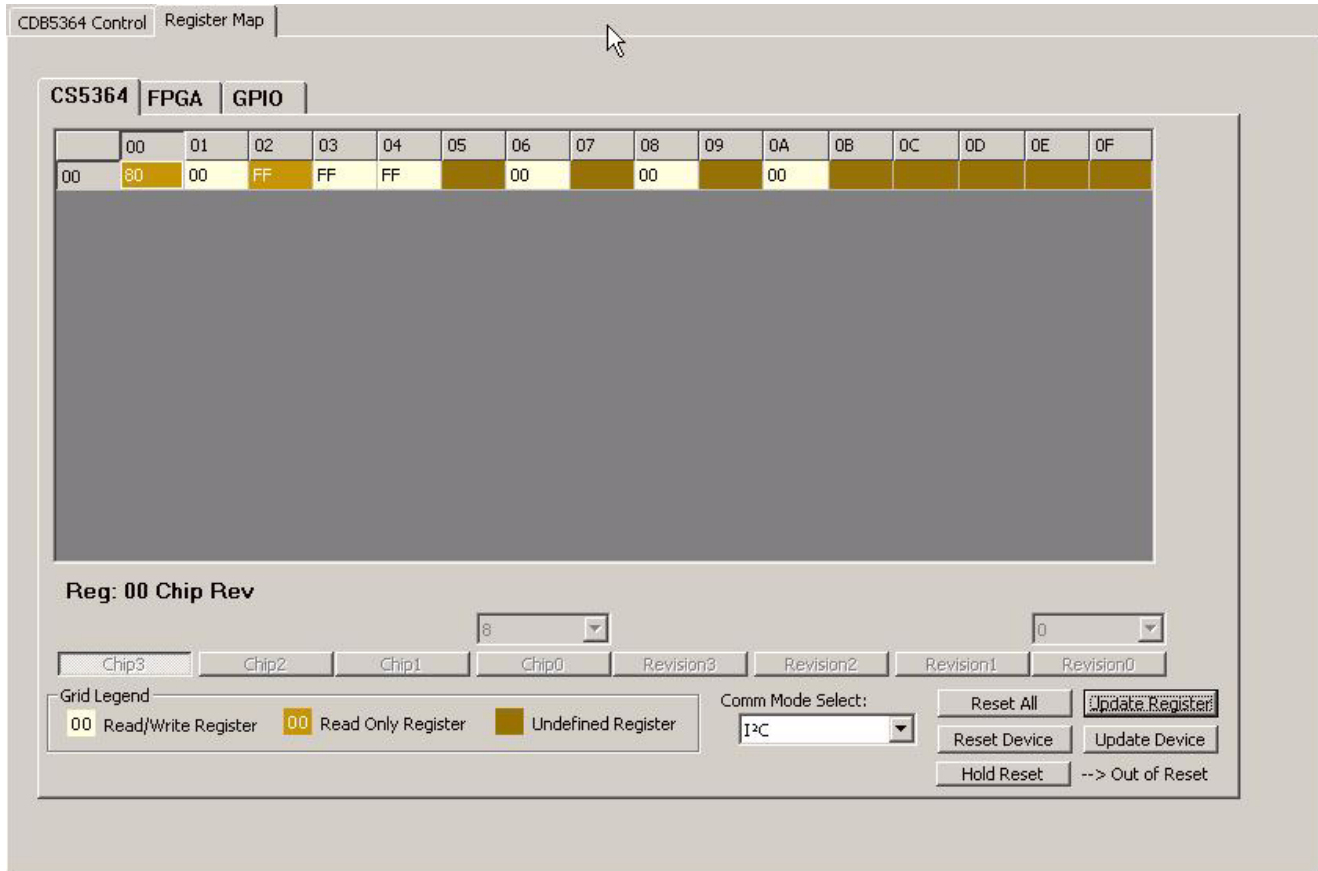 CDB5364 Control Register Map
CS5364 FPGA GPIO
00 01 02 03 04 05 06 07 08 09 0A 0B 0C 0D 0E 0F
00 80 00 FF FF FF 00 00 00
Reg: 00 Chip Rev
8 0
Chip3 Chip2 Chip1 Chip0 Revision3 Revision2 Revision1 Revision0
Grid Legend
00 Read/Write Register 00 Read Only Register Undefined Register
Comm Mode Select:
I²C
Reset All Update Register
Reset Device Update Device
Hold Reset --> Out of Reset